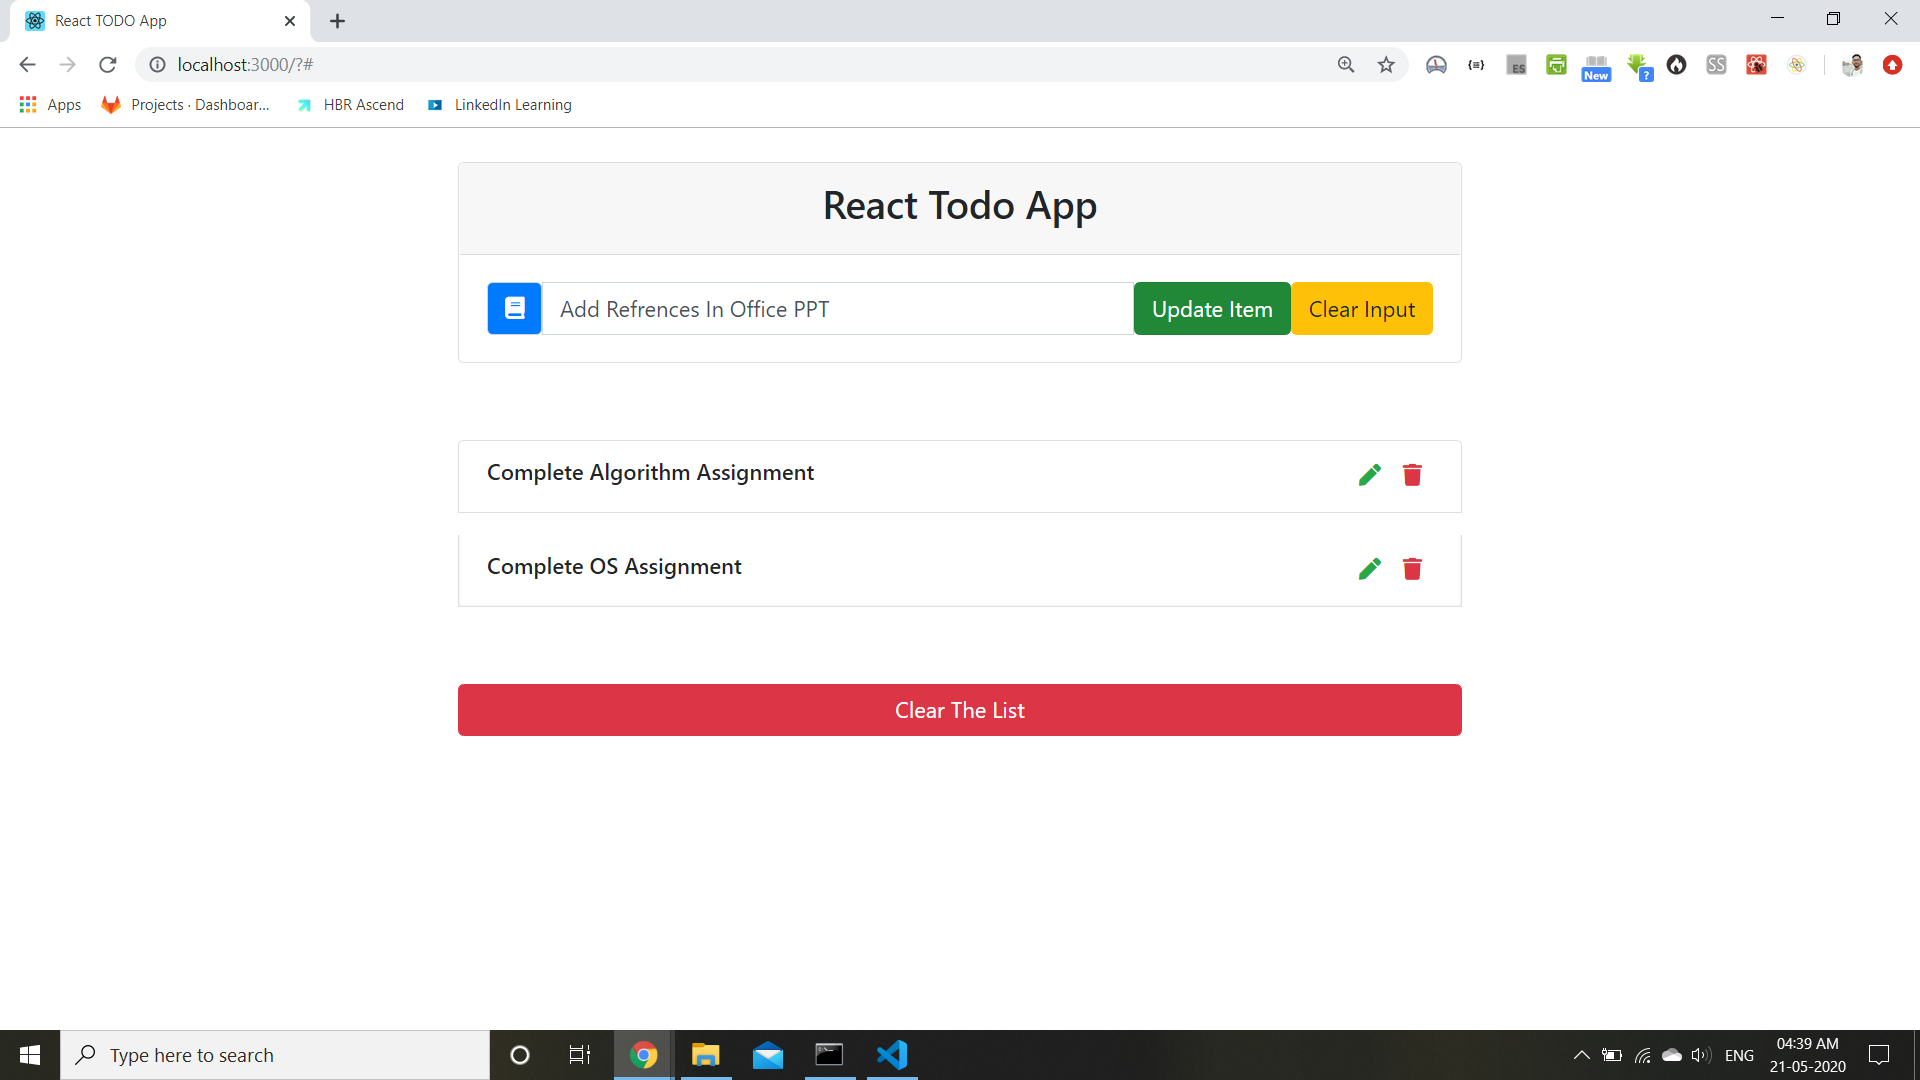 React TODO App
localhost:3000/?#
{≡}
ES
New
?
SS
Apps
Projects · Dashboar...
HBR Ascend
LinkedIn Learning
React Todo App
Add Refrences In Office PPT
Update Item
Clear Input
Complete Algorithm Assignment
Complete OS Assignment
Clear The List
Type here to search
ENG
04:39 AM
21-05-2020